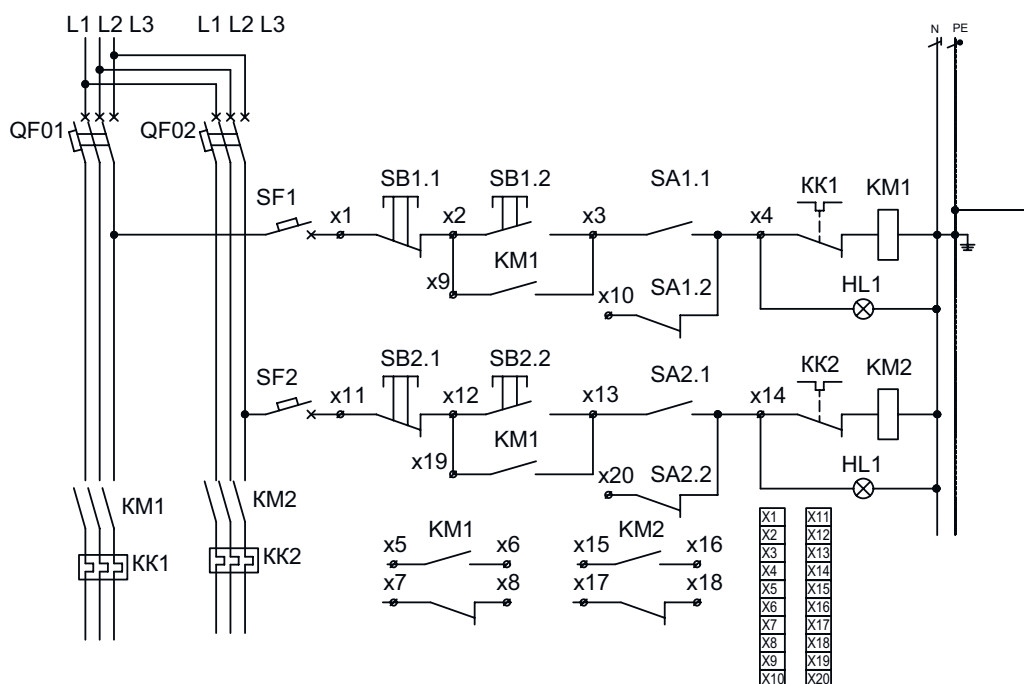 L1 L2 L3 L1 L2 L3
N PE
QF01 QF02
SF1 SB1.1 SB1.2 SA1.1 КК1 KM1
x1 x2 x3 x4
KM1
x9 x10 SA1.2 HL1
SF2 SB2.1 SB2.2 SA2.1 КК2 KM2
x11 x12 x13 x14
KM1
x19 x20 SA2.2 HL1
KM1 KM2
КК1 КК2
KM1 KM2
x5 x6 x15 x16
x7 x8 x17 x18
X1 X11
X2 X12
X3 X13
X4 X14
X5 X15
X6 X16
X7 X17
X8 X18
X9 X19
X10 X20